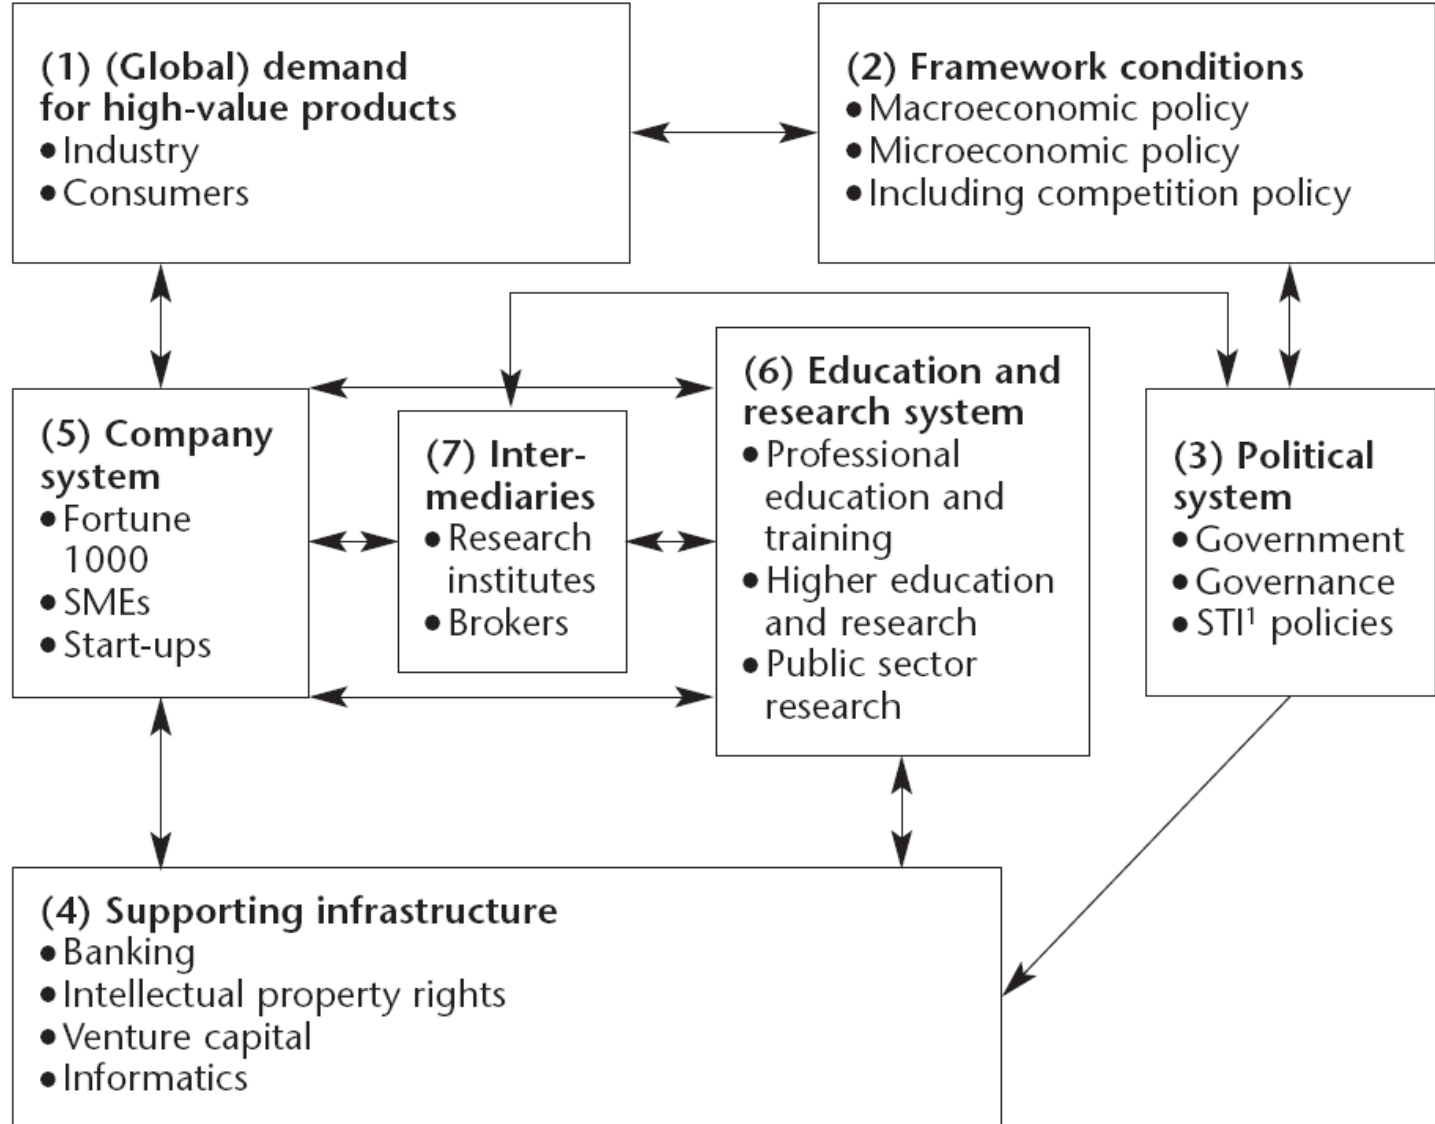 (1) (Global) demand
for high-value products
• Industry
• Consumers
(2) Framework conditions
• Macroeconomic policy
• Microeconomic policy
• Including competition policy
(5) Company
system
• Fortune
1000
• SMEs
• Start-ups
(7) Inter-
mediaries
• Research
institutes
• Brokers
(6) Education and
research system
• Professional
education and
training
• Higher education
and research
• Public sector
research
(3) Political
system
• Government
• Governance
• STI¹ policies
(4) Supporting infrastructure
• Banking
• Intellectual property rights
• Venture capital
• Informatics